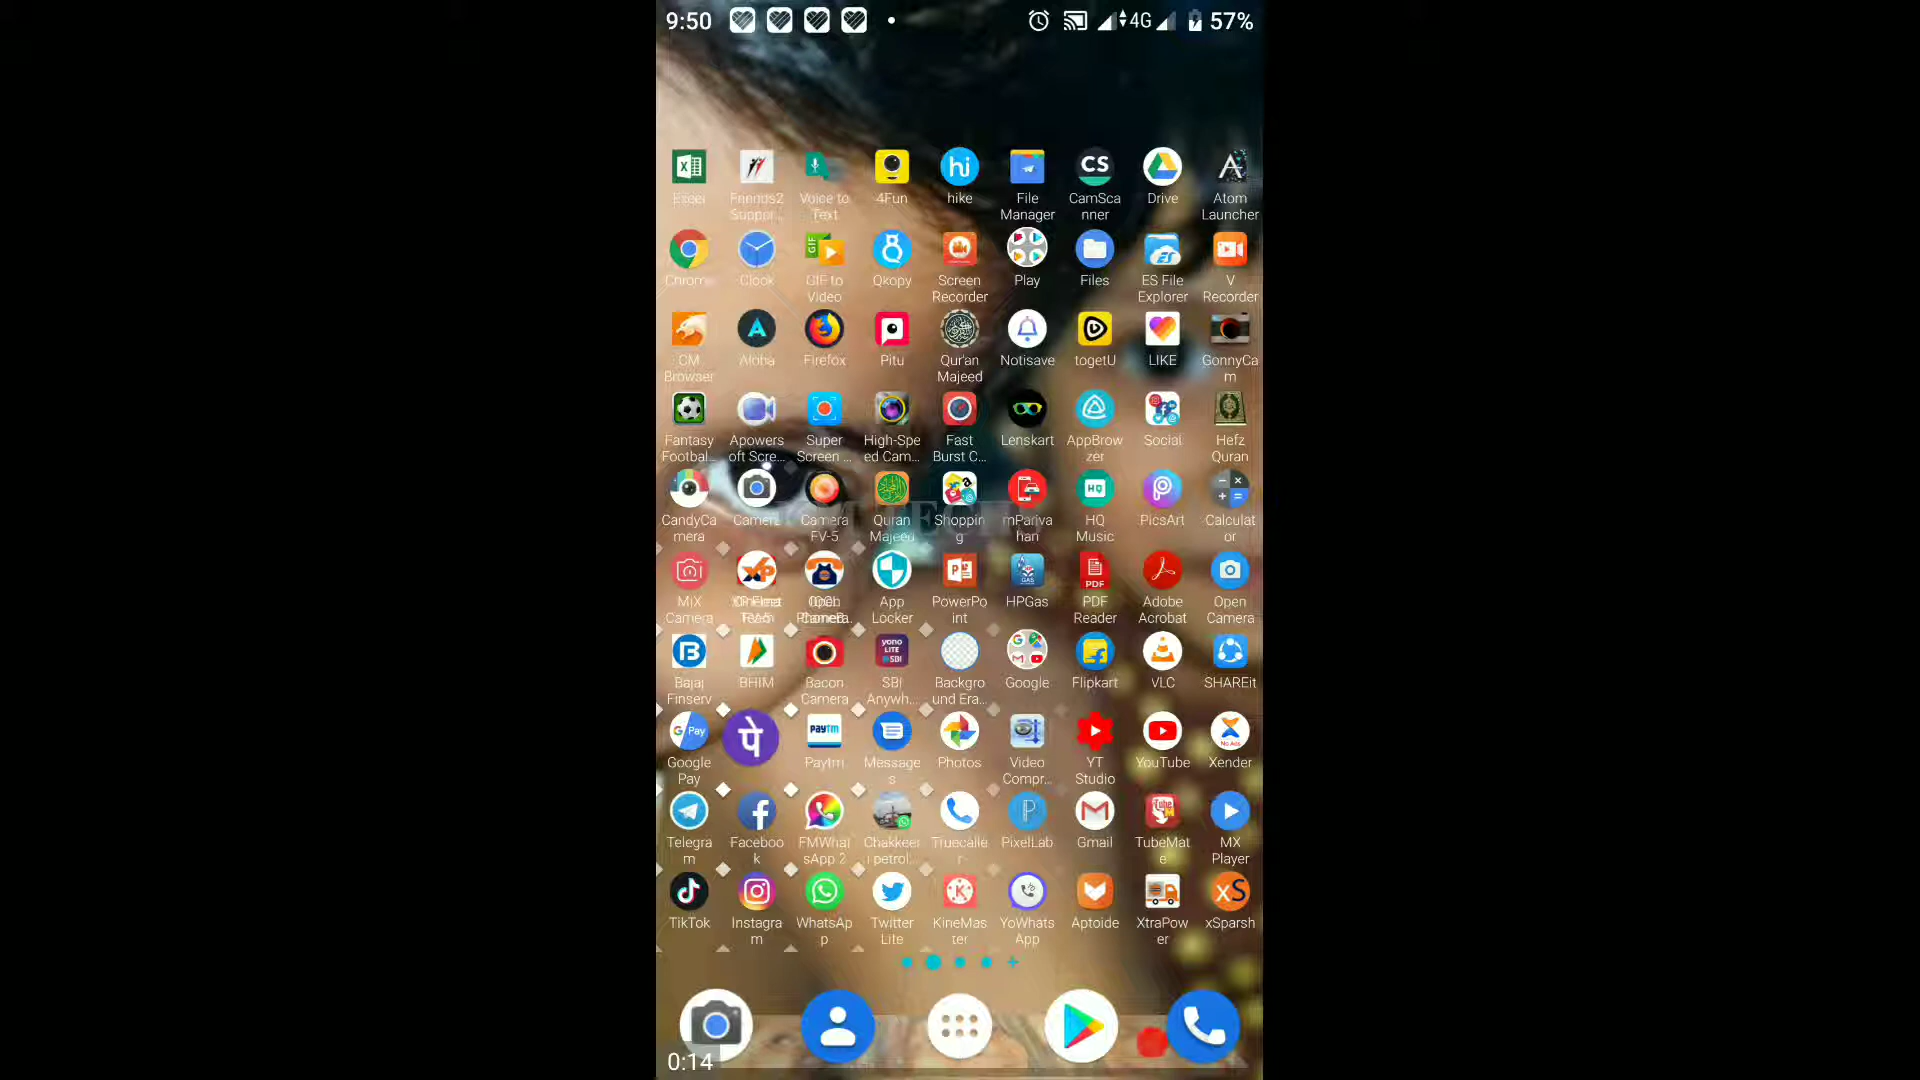 9:50 4G 57%
Excel Voice to 4Fun hike File CamSca Drive Atom
Text Manager nner Launcher
Chrome Clock GIF to Qkopy Screen Play Files ES File V
Video Recorder Explorer Recorder
CM Aloha Firefox Pitu Qur'an Notisave togetU LIKE GonnyCa
Browser Majeed m
Fantasy Apowers Super High-Spe Fast Lenskart AppBrow Social Hefz
Footbal... oft Scre... Screen ... ed Cam... Burst C... zer Quran
CandyCa Camera Camera Quran Shoppin mPariva HQ PicsArt Calculat
mera FV-5 Majeed g han Music or
MiX App PowerPo HPGas PDF Adobe Open
Camera Locker int Reader Acrobat Camera
Bajaj BHIM Bacon SBI Backgro Google Flipkart VLC SHAREit
Finserv Camera Anywh... und Era...
Google Paytm Message Photos Video YT YouTube Xender
Pay s Compr... Studio
Telegra Faceboo FMWhat Chakkeer Truecalle PixelLab Gmail TubeMat MX
m k sApp 2 i petrol... r e Player
TikTok Instagra WhatsAp Twitter KineMas YoWhats Aptoide XtraPow xSparsh
m p Lite ter App er
0:14